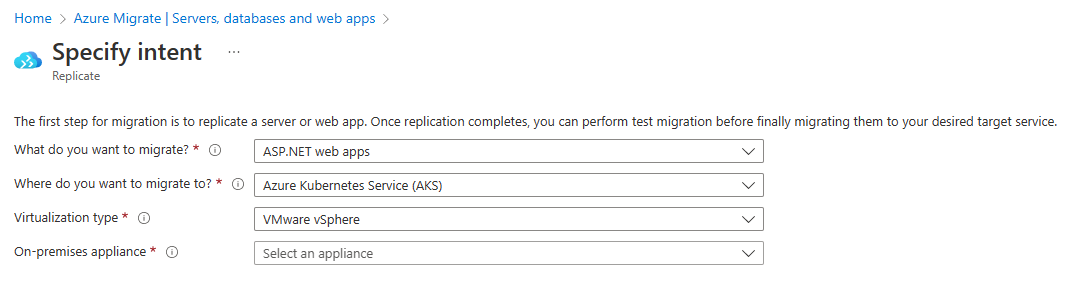 Home > Azure Migrate | Servers, databases and web apps >
Specify intent ...
Replicate
The first step for migration is to replicate a server or web app. Once replication completes, you can perform test migration before finally migrating them to your desired target service.
What do you want to migrate? * ASP.NET web apps
Where do you want to migrate to? * Azure Kubernetes Service (AKS)
Virtualization type * VMware vSphere
On-premises appliance * Select an appliance